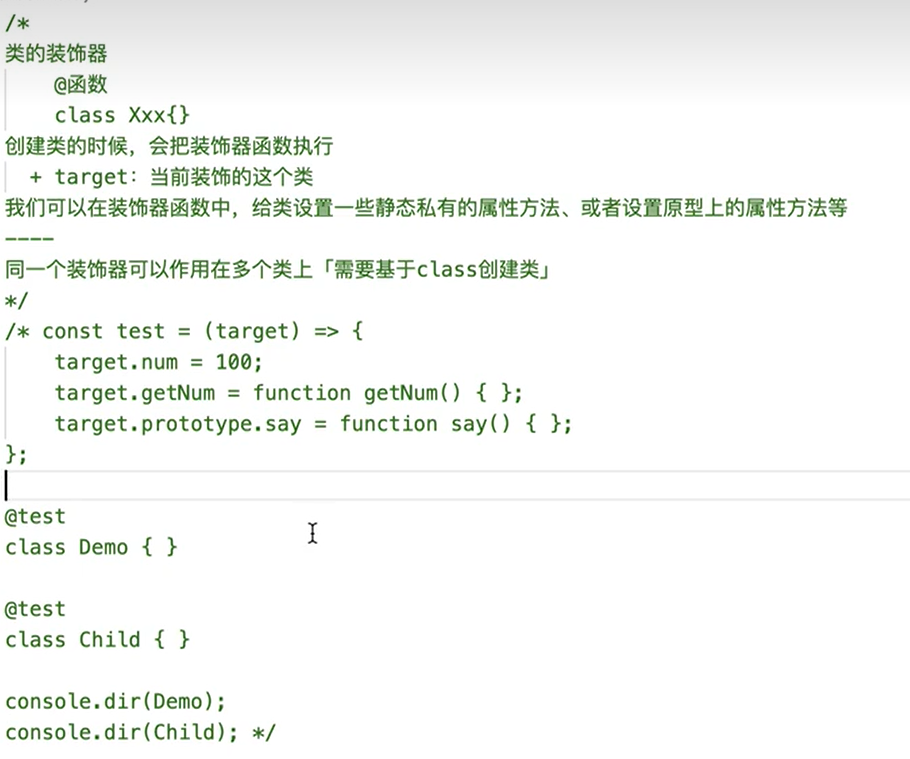 /*
类的装饰器
    @函数
    class Xxx{}
创建类的时候，会把装饰器函数执行
  + target：当前装饰的这个类
我们可以在装饰器函数中，给类设置一些静态私有的属性方法、或者设置原型上的属性方法等
----
同一个装饰器可以作用在多个类上「需要基于class创建类」
*/
/* const test = (target) => {
    target.num = 100;
    target.getNum = function getNum() { };
    target.prototype.say = function say() { };
};
@test
class Demo { }
@test
class Child { }
console.dir(Demo);
console.dir(Child); */